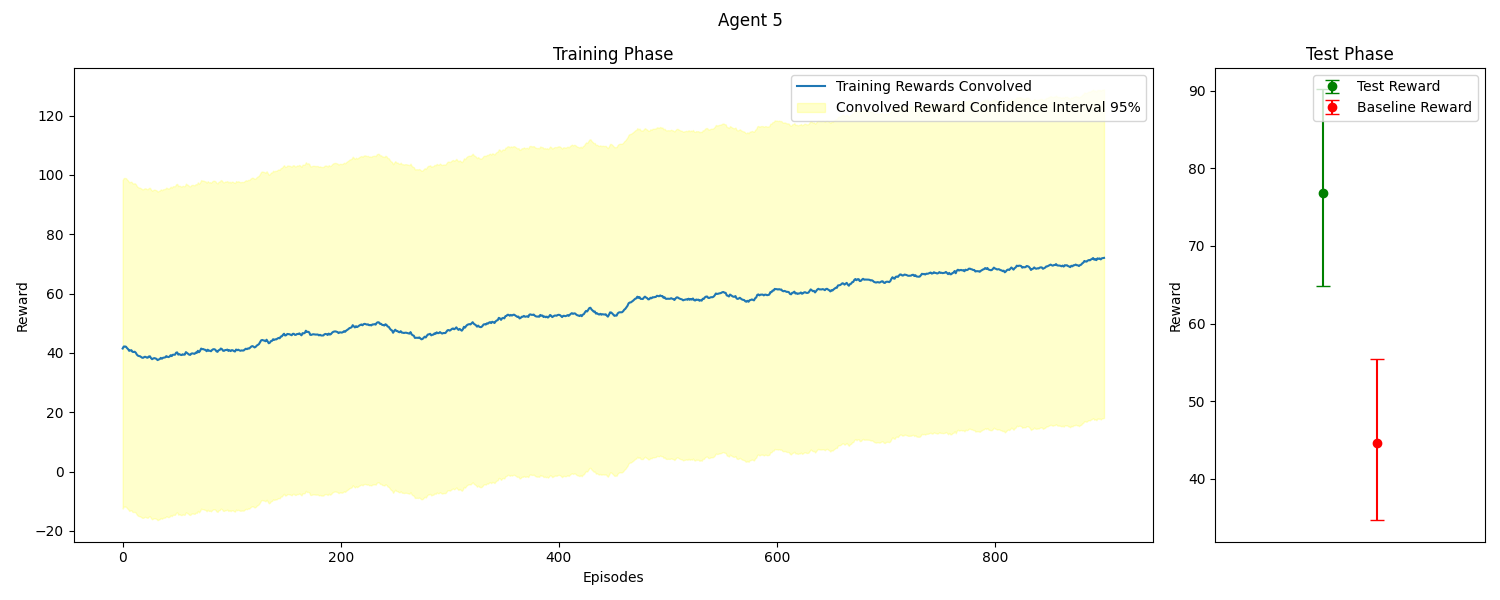 Agent 5
Training Phase
Reward
120
100
80
60
40
20
0
−20
0 200 400 600 800
Episodes
Training Rewards Convolved
Convolved Reward Confidence Interval 95%
Test Phase
Reward
90
80
70
60
50
40
Test Reward
Baseline Reward